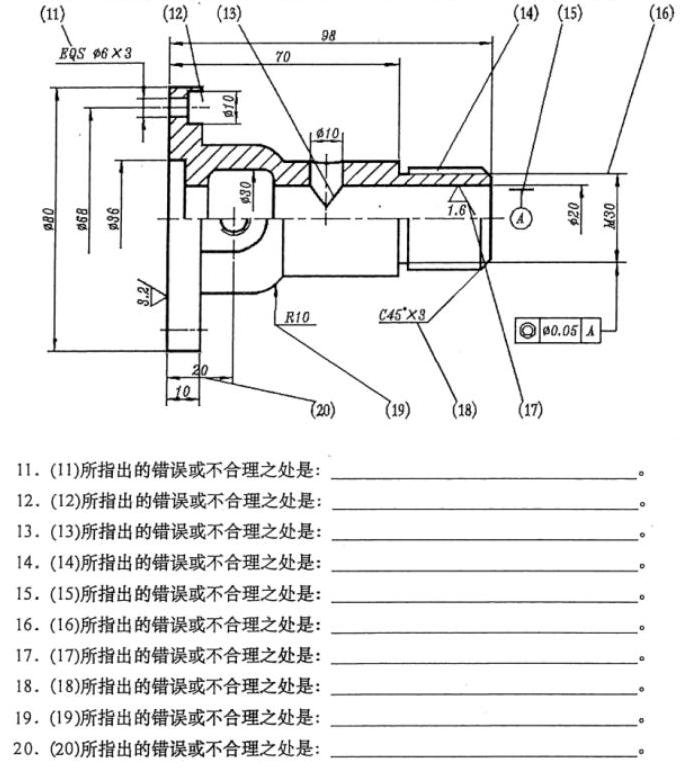 (11) (12) (13) (14) (15) (16)
98
EQS ϕ6×3
70
ϕ10
ϕ10
ϕ80
ϕ68
ϕ36
ϕ30
1.6
A
ϕ20
M30
3.2
R10
C45°×3
◎ ϕ0.05 A
20
10
(20) (19) (18) (17)
11. (11)所指出的错误或不合理之处是: 。
12. (12)所指出的错误或不合理之处是: 。
13. (13)所指出的错误或不合理之处是: 。
14. (14)所指出的错误或不合理之处是: 。
15. (15)所指出的错误或不合理之处是: 。
16. (16)所指出的错误或不合理之处是: 。
17. (17)所指出的错误或不合理之处是: 。
18. (18)所指出的错误或不合理之处是: 。
19. (19)所指出的错误或不合理之处是: 。
20. (20)所指出的错误或不合理之处是: 。